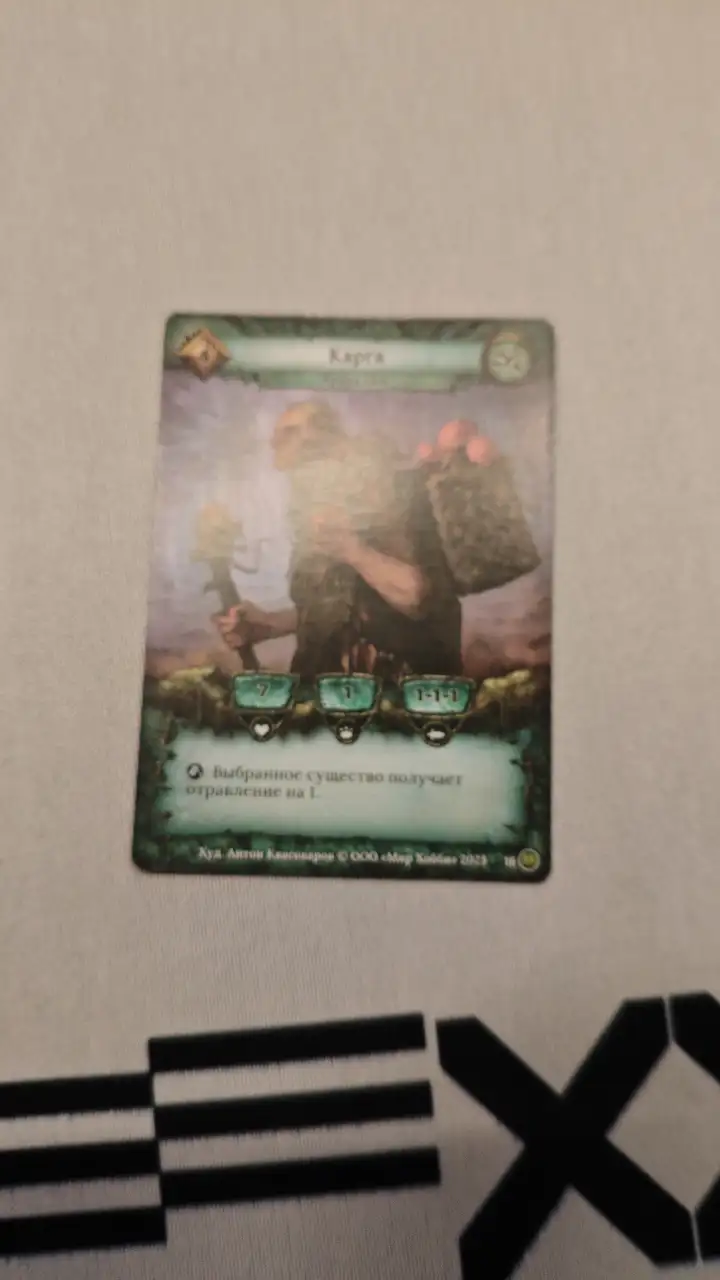 Карга
7 1 1-1-1
Выбранное существо получает
отравление на 1.
Худ. Антон Квасоваров © ООО «Мир Хобби» 2023 18